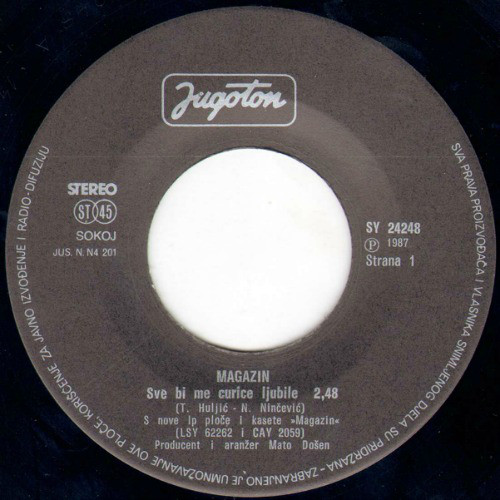 Jugoton
STEREO
ST 45
SOKOJ
JUS. N. N4 201
SY 24248
P 1987
Strana 1
MAGAZIN
Sve bi me curice ljubile 2,48
(T. Huljić - N. Ninčević)
S nove lp ploče i kasete »Magazin«
(LSY 62262 i CAY 2059)
Producent i aranžer Mato Došen
SVA PRAVA PROIZVOĐAČA I VLASNIKA SNIMLJENOG DJELA SU PRIDRŽANA - ZABRANJENO JE UMNOŽAVANJE OVE PLOČE, KORIŠĆENJE ZA JAVNO IZVOĐENJE I RADIO-DIFUZIJU